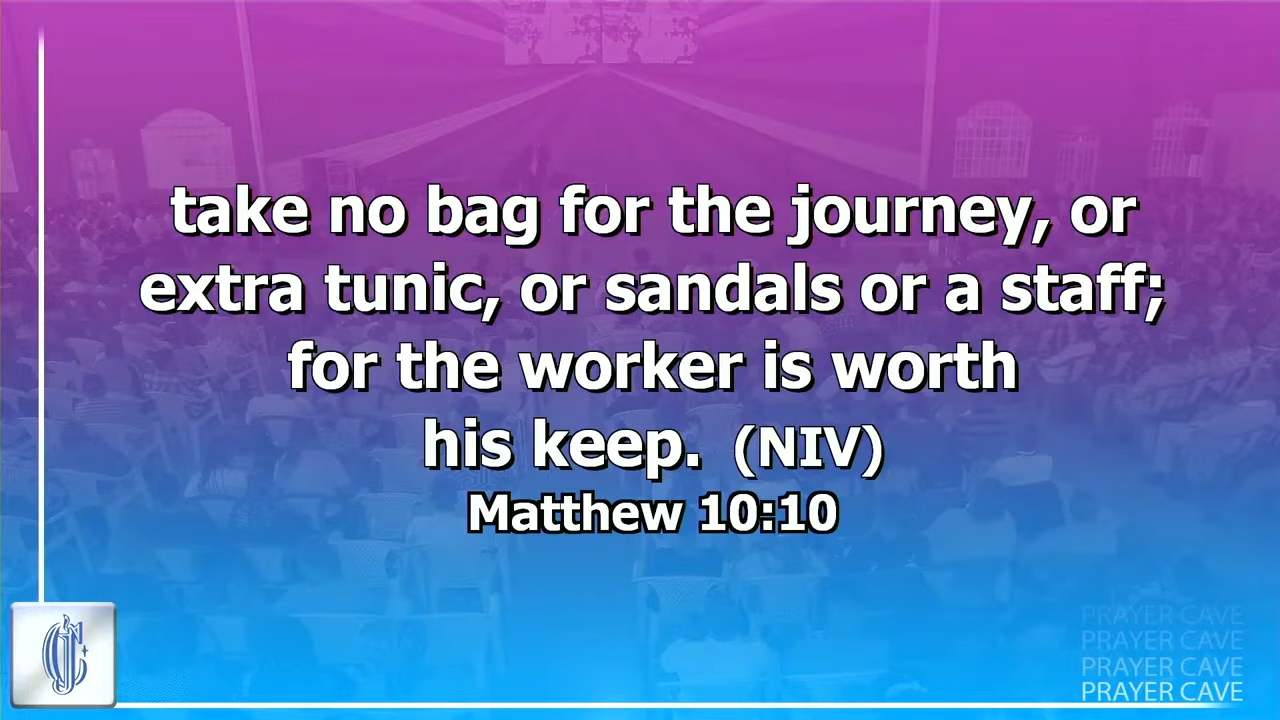 take no bag for the journey, or
extra tunic, or sandals or a staff;
for the worker is worth
his keep. (NIV)
Matthew 10:10
PRAYER CAVE
PRAYER CAVE
PRAYER CAVE
PRAYER CAVE